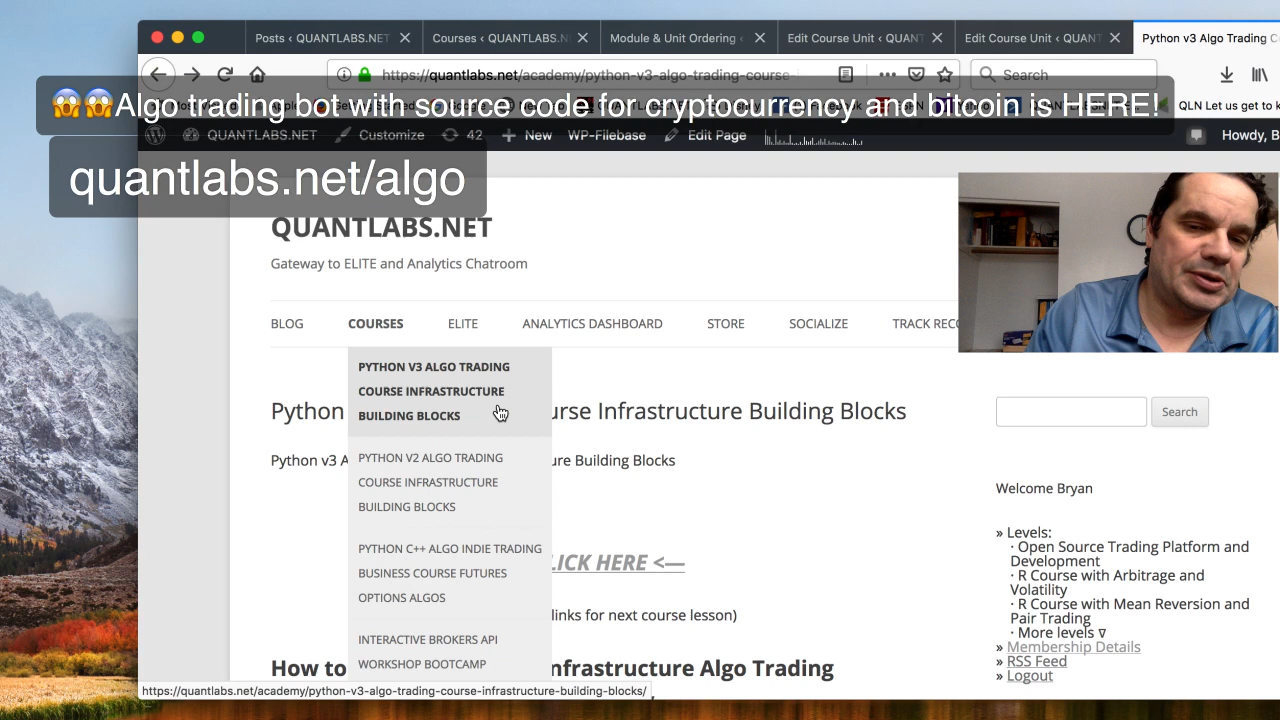 Posts ‹ QUANTLABS.NET
Courses ‹ QUANTLABS.N
Module & Unit Ordering ‹
Edit Course Unit ‹ QUANT
Edit Course Unit ‹ QUANT
Python v3 Algo Trading C
https://quantlabs.net/academy/python-v3-algo-trading-course-
Search
😱😱Algo trading bot with source code for cryptocurrency and bitcoin is HERE!
QLN Let us get to k
QUANTLABS.NET
Customize
42
New
WP-Filebase
Edit Page
Howdy, B
quantlabs.net/algo
QUANTLABS.NET
Gateway to ELITE and Analytics Chatroom
BLOG
COURSES
ELITE
ANALYTICS DASHBOARD
STORE
SOCIALIZE
TRACK RECO
PYTHON V3 ALGO TRADING
COURSE INFRASTRUCTURE
BUILDING BLOCKS
PYTHON V2 ALGO TRADING
COURSE INFRASTRUCTURE
BUILDING BLOCKS
PYTHON C++ ALGO INDIE TRADING
BUSINESS COURSE FUTURES
OPTIONS ALGOS
INTERACTIVE BROKERS API
WORKSHOP BOOTCAMP
Python
urse Infrastructure Building Blocks
Python v3 A
ure Building Blocks
LICK HERE <—
links for next course lesson)
How to
nfrastructure Algo Trading
Search
Welcome Bryan
» Levels:
· Open Source Trading Platform and
Development
· R Course with Arbitrage and
Volatility
· R Course with Mean Reversion and
Pair Trading
· More levels ∇
» Membership Details
» RSS Feed
» Logout
https://quantlabs.net/academy/python-v3-algo-trading-course-infrastructure-building-blocks/